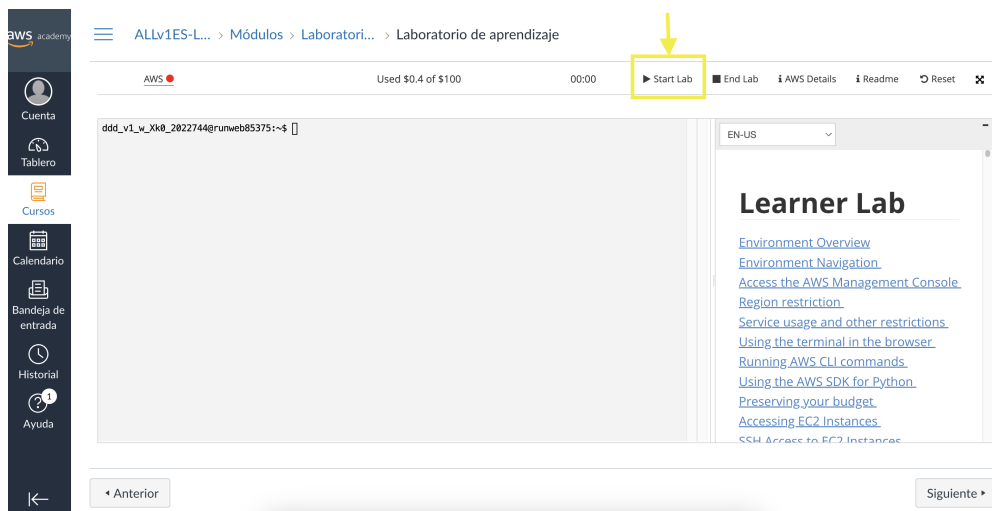 aws academy
ALLv1ES-L... > Módulos > Laboratori... > Laboratorio de aprendizaje
AWS Used $0.4 of $100 00:00 Start Lab End Lab AWS Details Readme Reset
Cuenta
Tablero
Cursos
Calendario
Bandeja de
entrada
Historial
1
Ayuda
ddd_v1_w_Xk0_2022744@runweb85375:~$
EN-US
Learner Lab
Environment Overview
Environment Navigation
Access the AWS Management Console
Region restriction
Service usage and other restrictions
Using the terminal in the browser
Running AWS CLI commands
Using the AWS SDK for Python
Preserving your budget
Accessing EC2 Instances
SSH Access to EC2 Instances
Anterior
Siguiente